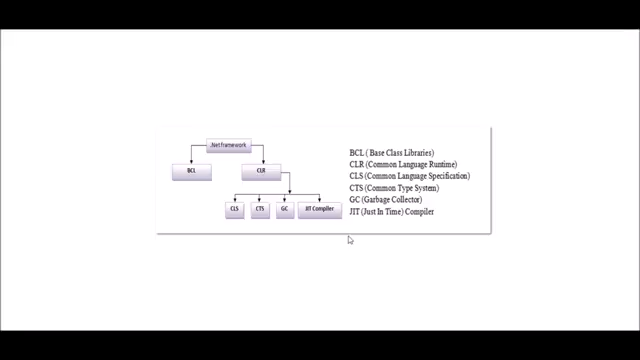 .Net framework
BCL
CLR
CLS
CTS
GC
JIT Compiler
BCL ( Base Class Libraries)
CLR (Common Language Runtime)
CLS (Common Language Specification)
CTS (Common Type System)
GC (Garbage Collector)
JIT (Just In Time) Compiler